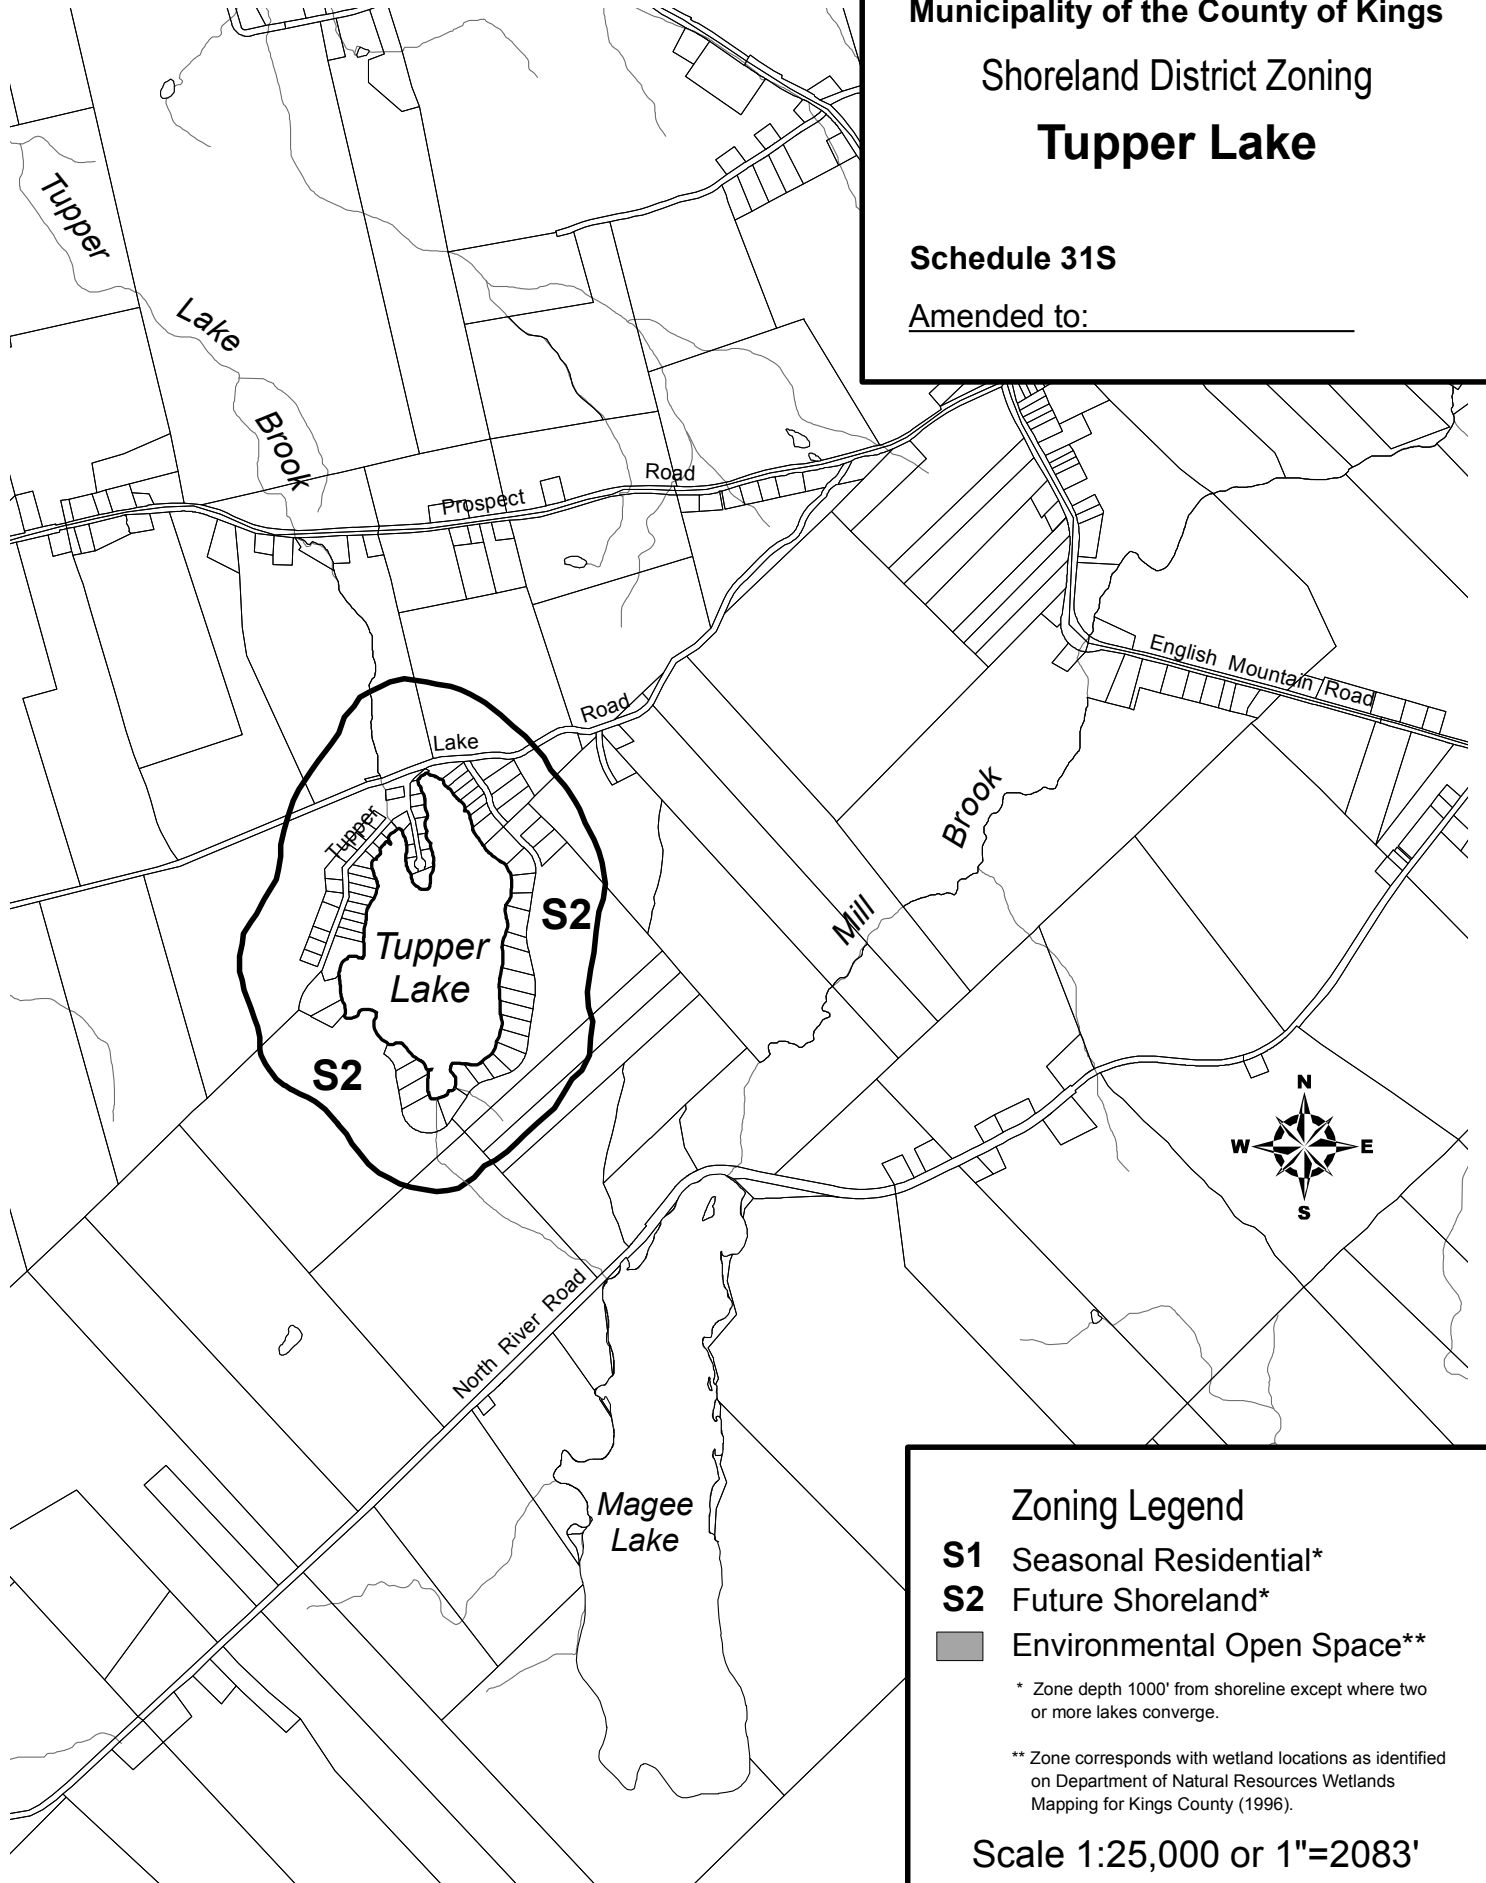 Municipality of the County of Kings
Shoreland District Zoning
Tupper Lake
Schedule 31S
Amended to:
Tupper
Lake
Brook
Prospect
Road
English Mountain Road
Road
Lake
Tupper
Brook
Mill
S2
Tupper
Lake
S2
N
W
E
S
North River Road
Magee
Lake
Zoning Legend
S1 Seasonal Residential*
S2 Future Shoreland*
Environmental Open Space**
* Zone depth 1000' from shoreline except where two
or more lakes converge.
** Zone corresponds with wetland locations as identified
on Department of Natural Resources Wetlands
Mapping for Kings County (1996).
Scale 1:25,000 or 1"=2083'